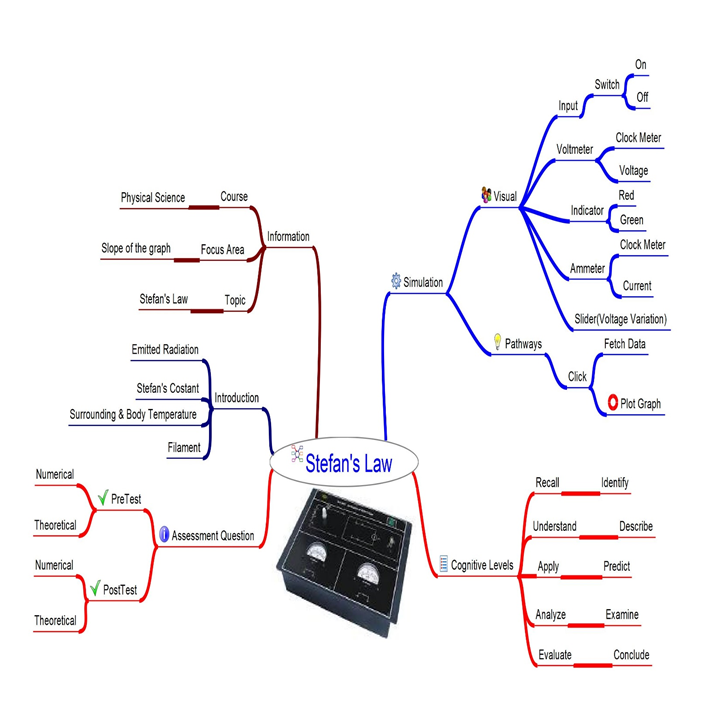 Stefan's Law
Information
Course
Physical Science
Focus Area
Slope of the graph
Topic
Stefan's Law
Introduction
Emitted Radiation
Stefan's Costant
Surrounding & Body Temperature
Filament
Assessment Question
PreTest
Numerical
Theoretical
PostTest
Numerical
Theoretical
Simulation
Visual
Input
Switch
On
Off
Voltmeter
Clock Meter
Voltage
Indicator
Red
Green
Ammeter
Clock Meter
Current
Slider(Voltage Variation)
Pathways
Click
Fetch Data
Plot Graph
Cognitive Levels
Recall
Identify
Understand
Describe
Apply
Predict
Analyze
Examine
Evaluate
Conclude